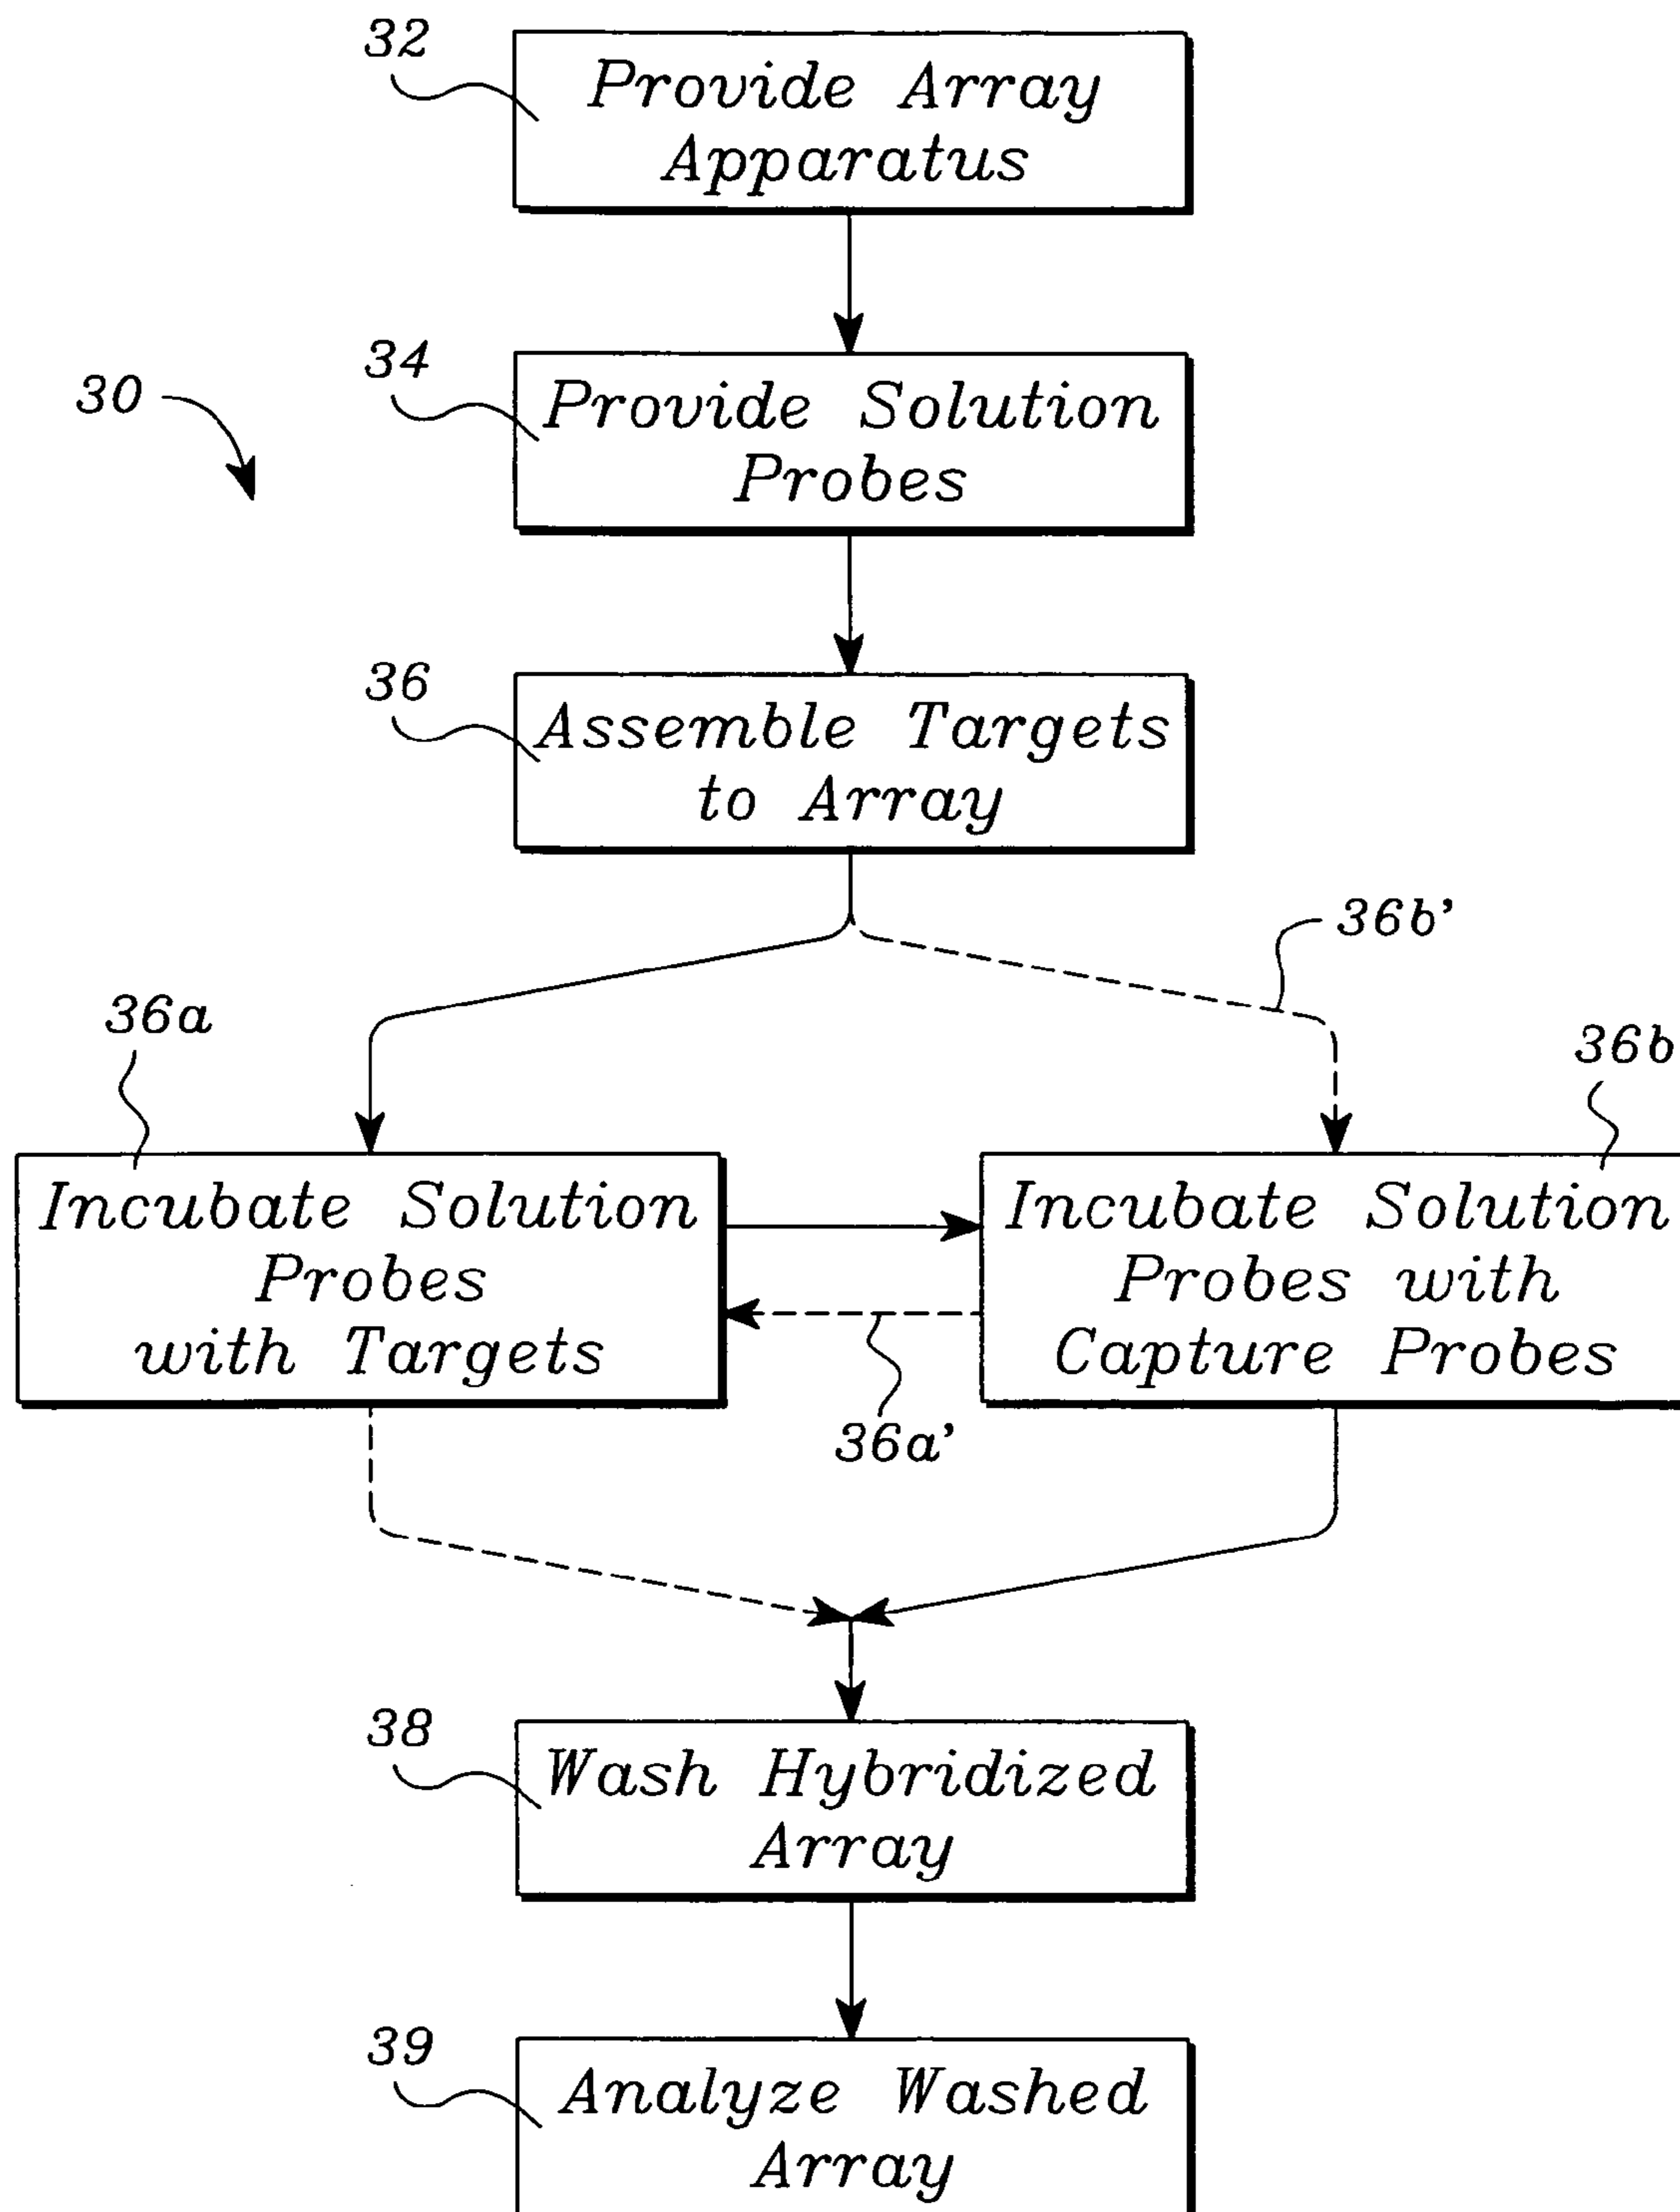 32
Provide Array
Apparatus
30
34
Provide Solution
Probes
36
Assemble Targets
to Array
36b'
36a
36b
Incubate Solution
Probes
with Targets
Incubate Solution
Probes with
Capture Probes
36a'
38
Wash Hybridized
Array
39
Analyze Washed
Array